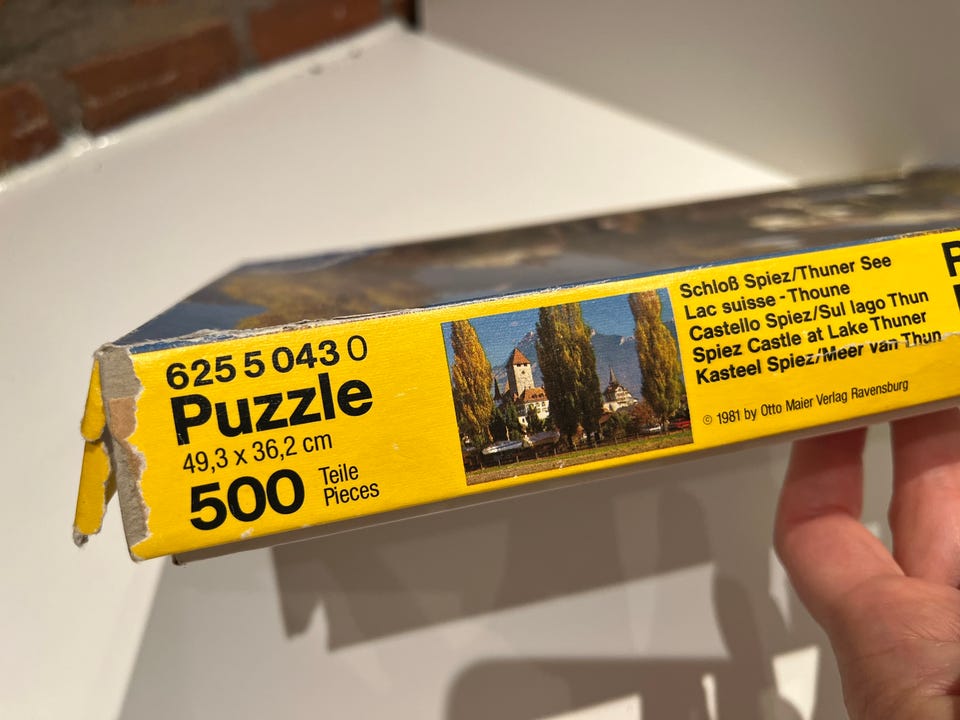 625 5 043 0
Puzzle
49,3 x 36,2 cm
500 Teile
Pieces
Schloß Spiez/Thuner See
Lac suisse - Thoune
Castello Spiez/Sul lago Thun
Spiez Castle at Lake Thuner
Kasteel Spiez/Meer van Thun
© 1981 by Otto Maier Verlag Ravensburg